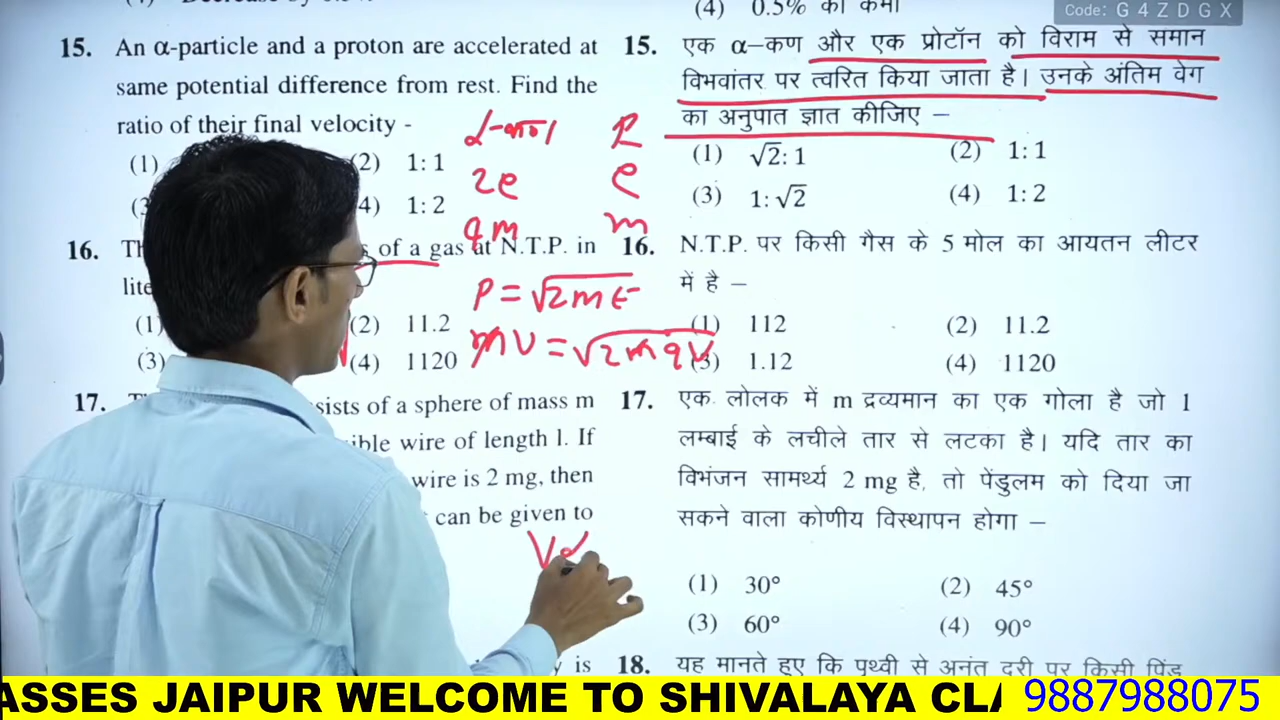 (4) 0.5% की कमी
Code: G 4 Z D G X
15. An α-particle and a proton are accelerated at
same potential difference from rest. Find the
ratio of their final velocity -
(1) (2) 1: 1
4) 1: 2
16. of a gas at N.T.P. in
(1) (2) 11.2
(3) (4) 1120
17. sists of a sphere of mass m
ible wire of length l. If
wire is 2 mg, then
can be given to
is
α-कण P
2e e
4m m
P = √2mE
mv = √2mqV
Vα
15. एक α–कण और एक प्रोटॉन को विराम से समान
विभवांतर पर त्वरित किया जाता है। उनके अंतिम वेग
का अनुपात ज्ञात कीजिए –
(1) √2: 1 (2) 1: 1
(3) 1: √2 (4) 1: 2
16. N.T.P. पर किसी गैस के 5 मोल का आयतन लीटर
में है –
(1) 112 (2) 11.2
(3) 1.12 (4) 1120
17. एक लोलक में m द्रव्यमान का एक गोला है जो l
लम्बाई के लचीले तार से लटका है। यदि तार का
विभंजन सामर्थ्य 2 mg है, तो पेंडुलम को दिया जा
सकने वाला कोणीय विस्थापन होगा –
(1) 30° (2) 45°
(3) 60° (4) 90°
18. यह मानते हुए कि पृथ्वी से अनंत दूरी पर किसी पिंड
ASSES JAIPUR WELCOME TO SHIVALAYA CLA 9887988075